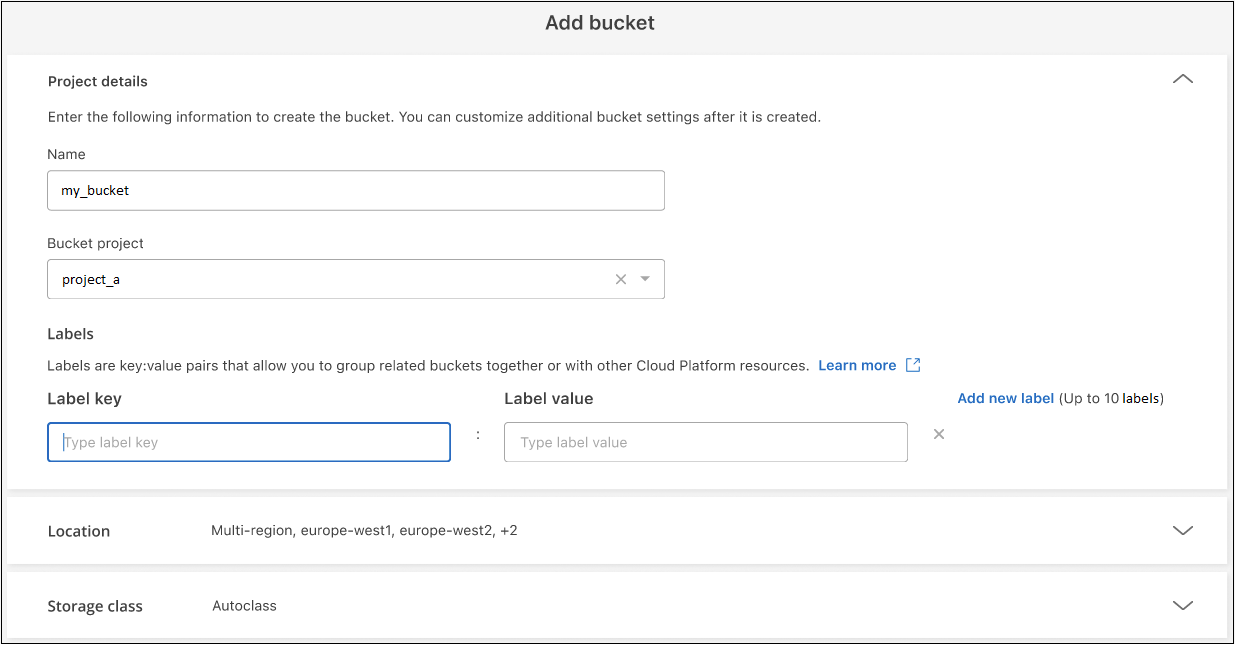 Add bucket
Project details
Enter the following information to create the bucket. You can customize additional bucket settings after it is created.
Name
my_bucket
Bucket project
project_a
Labels
Labels are key:value pairs that allow you to group related buckets together or with other Cloud Platform resources. Learn more
Label key Label value Add new label (Up to 10 labels)
Type label key : Type label value
Location Multi-region, europe-west1, europe-west2, +2
Storage class Autoclass